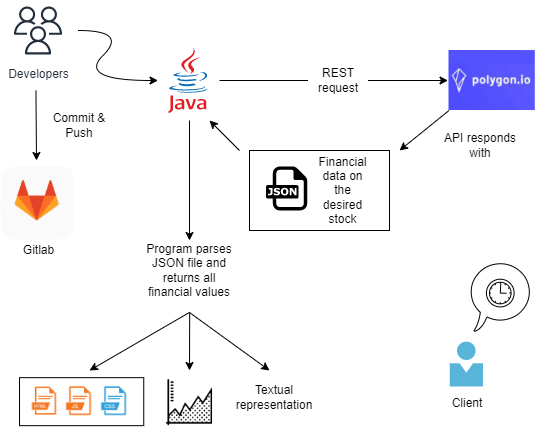 Developers
Commit &
Push
Gitlab
Java
REST
request
polygon.io
API responds
with
JSON
Financial
data on
the
desired
stock
Program parses
JSON file and
returns all
financial values
HTML
JS
CSS
Textual
representation
Client